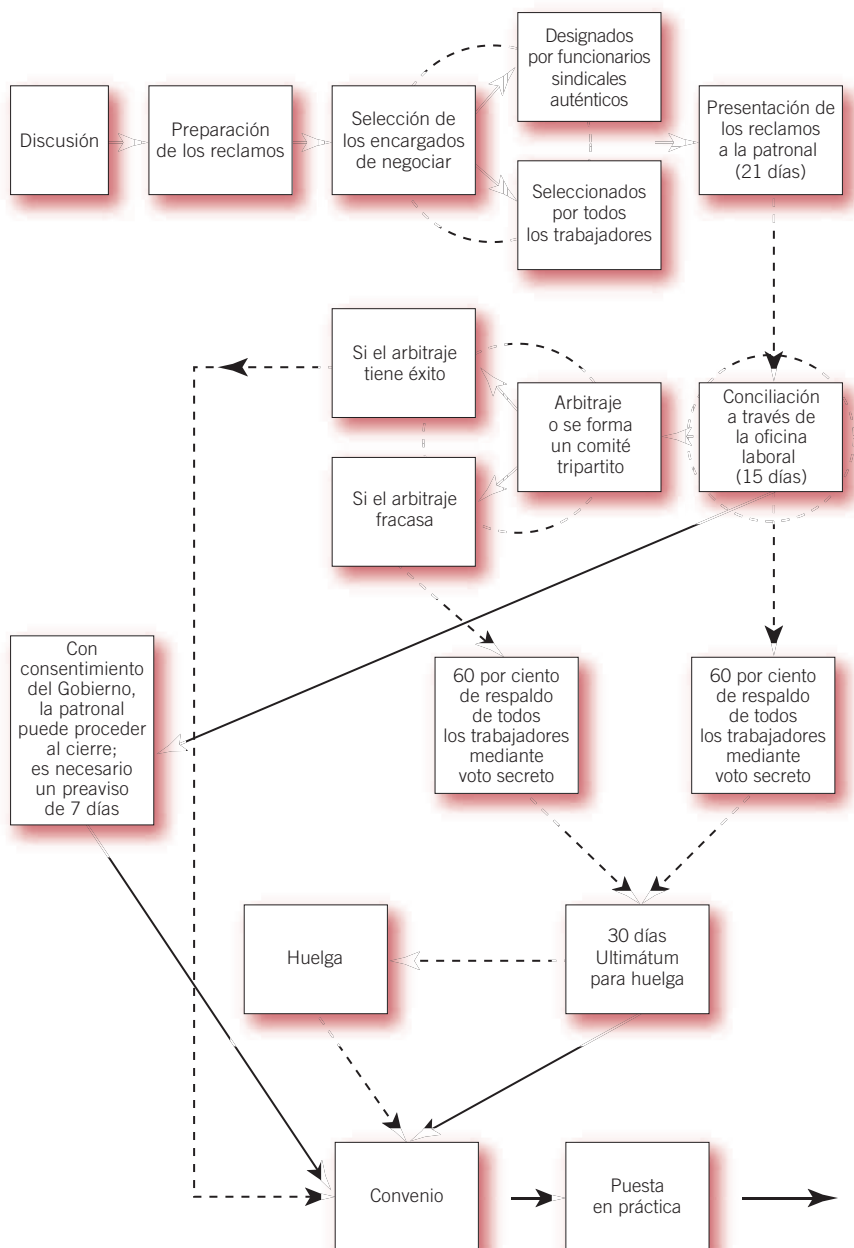 Discusión
Preparación
de los reclamos
Selección de
los encargados
de negociar
Designados
por funcionarios
sindicales
auténticos
Seleccionados
por todos
los trabajadores
Presentación de
los reclamos
a la patronal
(21 días)
Si el arbitraje
tiene éxito
Si el arbitraje
fracasa
Arbitraje
o se forma
un comité
tripartito
Conciliación
a través de
la oficina
laboral
(15 días)
Con
consentimiento
del Gobierno,
la patronal
puede proceder
al cierre;
es necesario
un preaviso
de 7 días
60 por ciento
de respaldo
de todos
los trabajadores
mediante
voto secreto
60 por ciento
de respaldo
de todos
los trabajadores
mediante
voto secreto
Huelga
30 días
Ultimátum
para huelga
Convenio
Puesta
en práctica